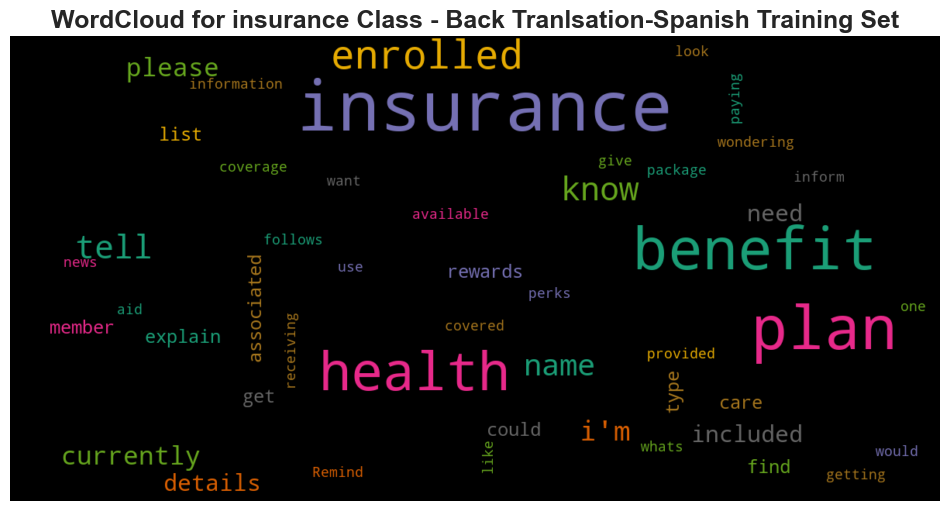 WordCloud for insurance Class - Back Tranlsation-Spanish Training Set
enrolled
look
please
information
insurance
paying
list
wondering
coverage
give
package
want
know
inform
available
need
tell
follows
benefit
news
use
rewards
associated
perks
aid
one
member
explain
receiving
covered
plan
health
name
provided
type
get
care
could
i'm
included
currently
like
whats
would
details
Remind
find
getting